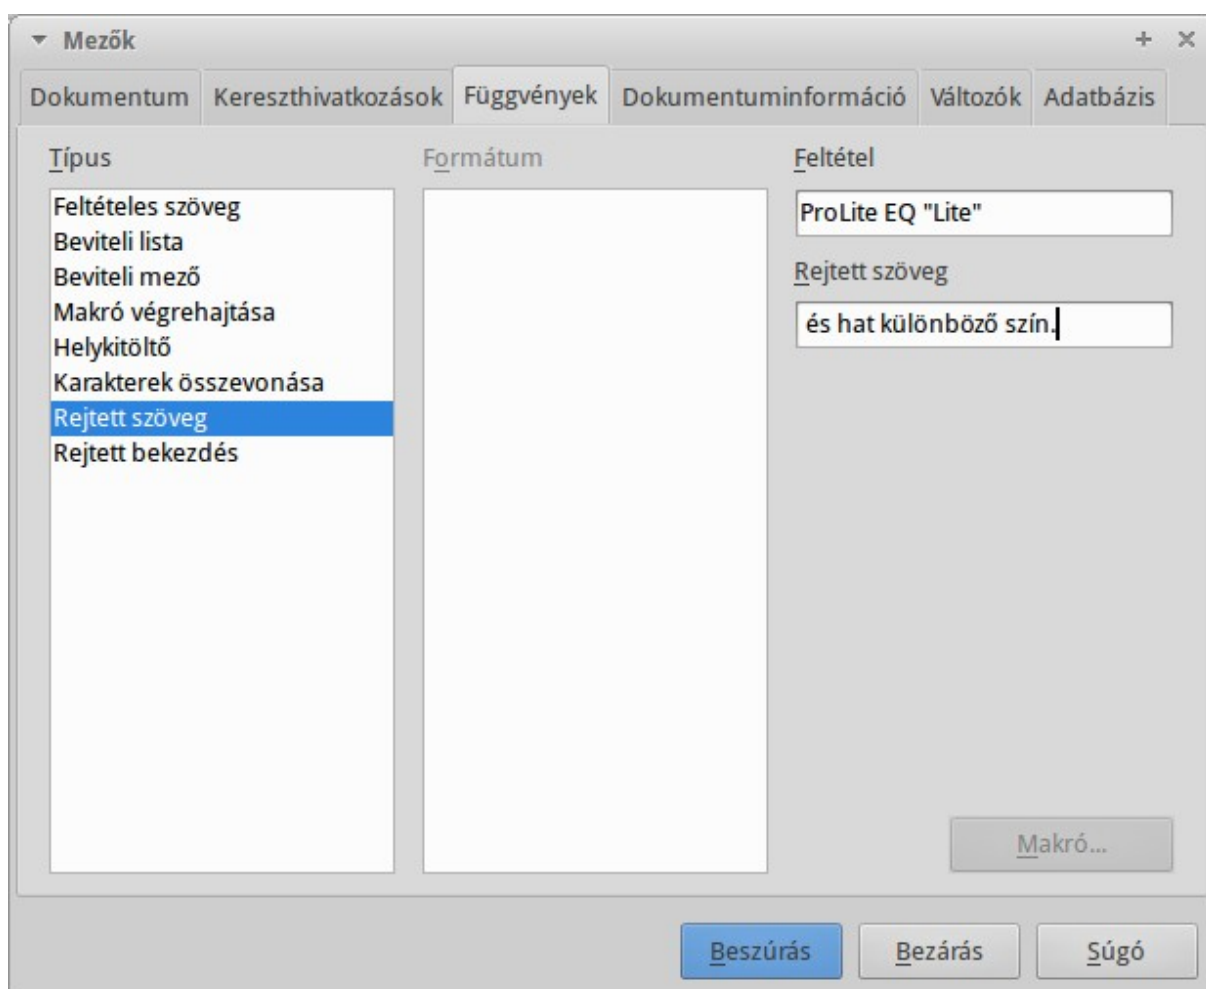 Mezők
Dokumentum Kereszthivatkozások Függvények Dokumentuminformáció Változók Adatbázis
Típus
Feltételes szöveg
Beviteli lista
Beviteli mező
Makró végrehajtása
Helykitöltő
Karakterek összevonása
Rejtett szöveg
Rejtett bekezdés
Formátum
Feltétel
ProLite EQ "Lite"
Rejtett szöveg
és hat különböző szín.
Makró...
Beszúrás Bezárás Súgó